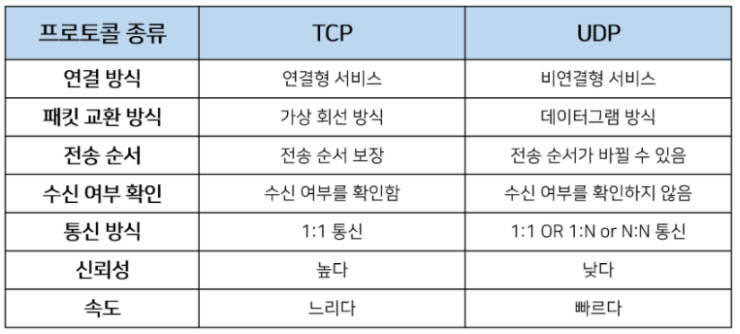 프로토콜 종류 TCP UDP
연결 방식 연결형 서비스 비연결형 서비스
패킷 교환 방식 가상 회선 방식 데이터그램 방식
전송 순서 전송 순서 보장 전송 순서가 바뀔 수 있음
수신 여부 확인 수신 여부를 확인함 수신 여부를 확인하지 않음
통신 방식 1:1 통신 1:1 OR 1:N or N:N 통신
신뢰성 높다 낮다
속도 느리다 빠르다